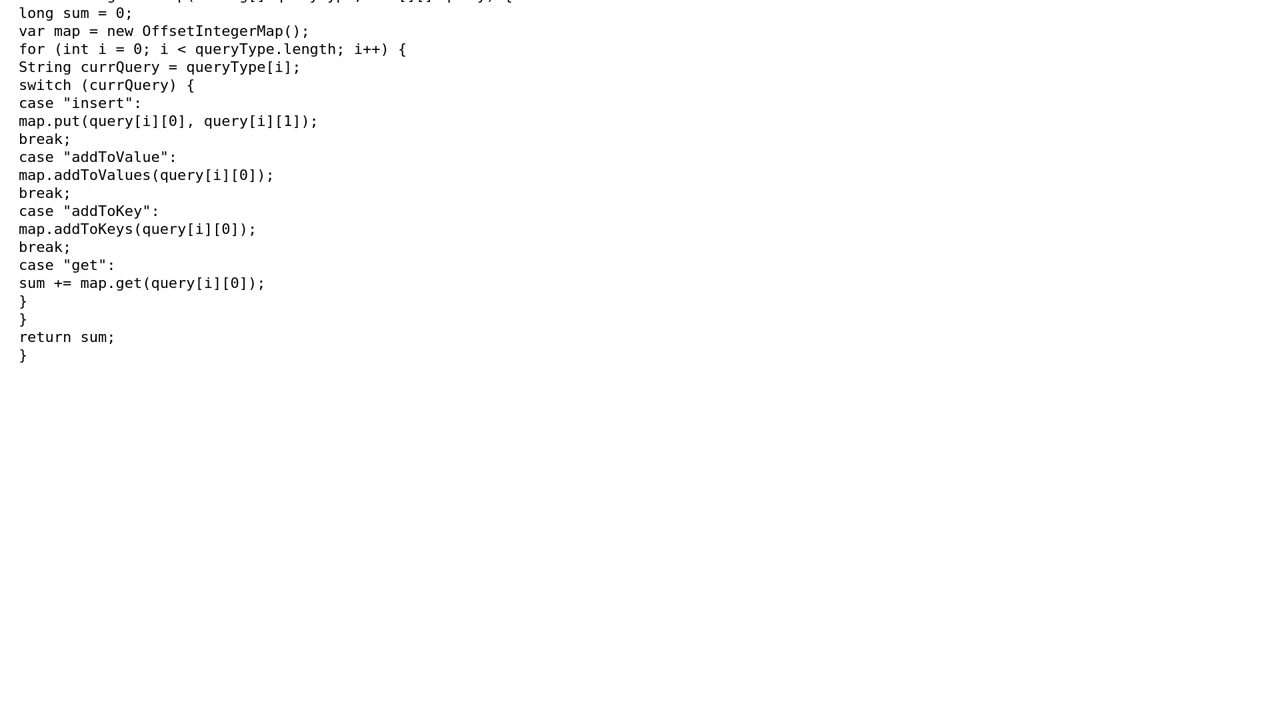 long sum = 0;
var map = new OffsetIntegerMap();
for (int i = 0; i < queryType.length; i++) {
String currQuery = queryType[i];
switch (currQuery) {
case "insert":
map.put(query[i][0], query[i][1]);
break;
case "addToValue":
map.addToValues(query[i][0]);
break;
case "addToKey":
map.addToKeys(query[i][0]);
break;
case "get":
sum += map.get(query[i][0]);
}
}
return sum;
}